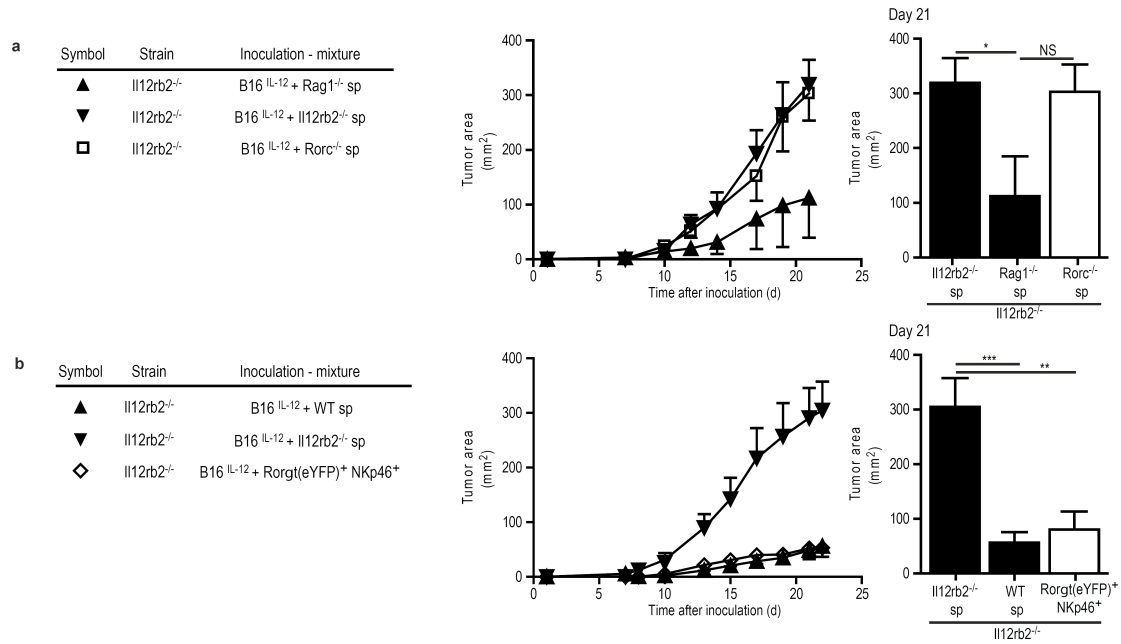 a
Symbol Strain Inoculation - mixture
▲ Il12rb2-/- B16 IL-12 + Rag1-/- sp
▼ Il12rb2-/- B16 IL-12 + Il12rb2-/- sp
□ Il12rb2-/- B16 IL-12 + Rorc-/- sp
Tumor area
(mm2)
400
300
200
100
0
0 5 10 15 20 25
Time after inoculation (d)
Day 21
Tumor area
(mm2)
400
300
200
100
0
* NS
Il12rb2-/- Rag1-/- Rorc-/-
sp sp sp
Il12rb2-/-
b
Symbol Strain Inoculation - mixture
▲ Il12rb2-/- B16 IL-12 + WT sp
▼ Il12rb2-/- B16 IL-12 + Il12rb2-/- sp
◇ Il12rb2-/- B16 IL-12 + Rorgt(eYFP)+ NKp46+
Tumor area
(mm2)
400
300
200
100
0
0 5 10 15 20 25
Time after inoculation (d)
Day 21
Tumor area
(mm2)
400
300
200
100
0
***
**
Il12rb2-/- WT Rorgt(eYFP)+
sp sp NKp46+
Il12rb2-/-